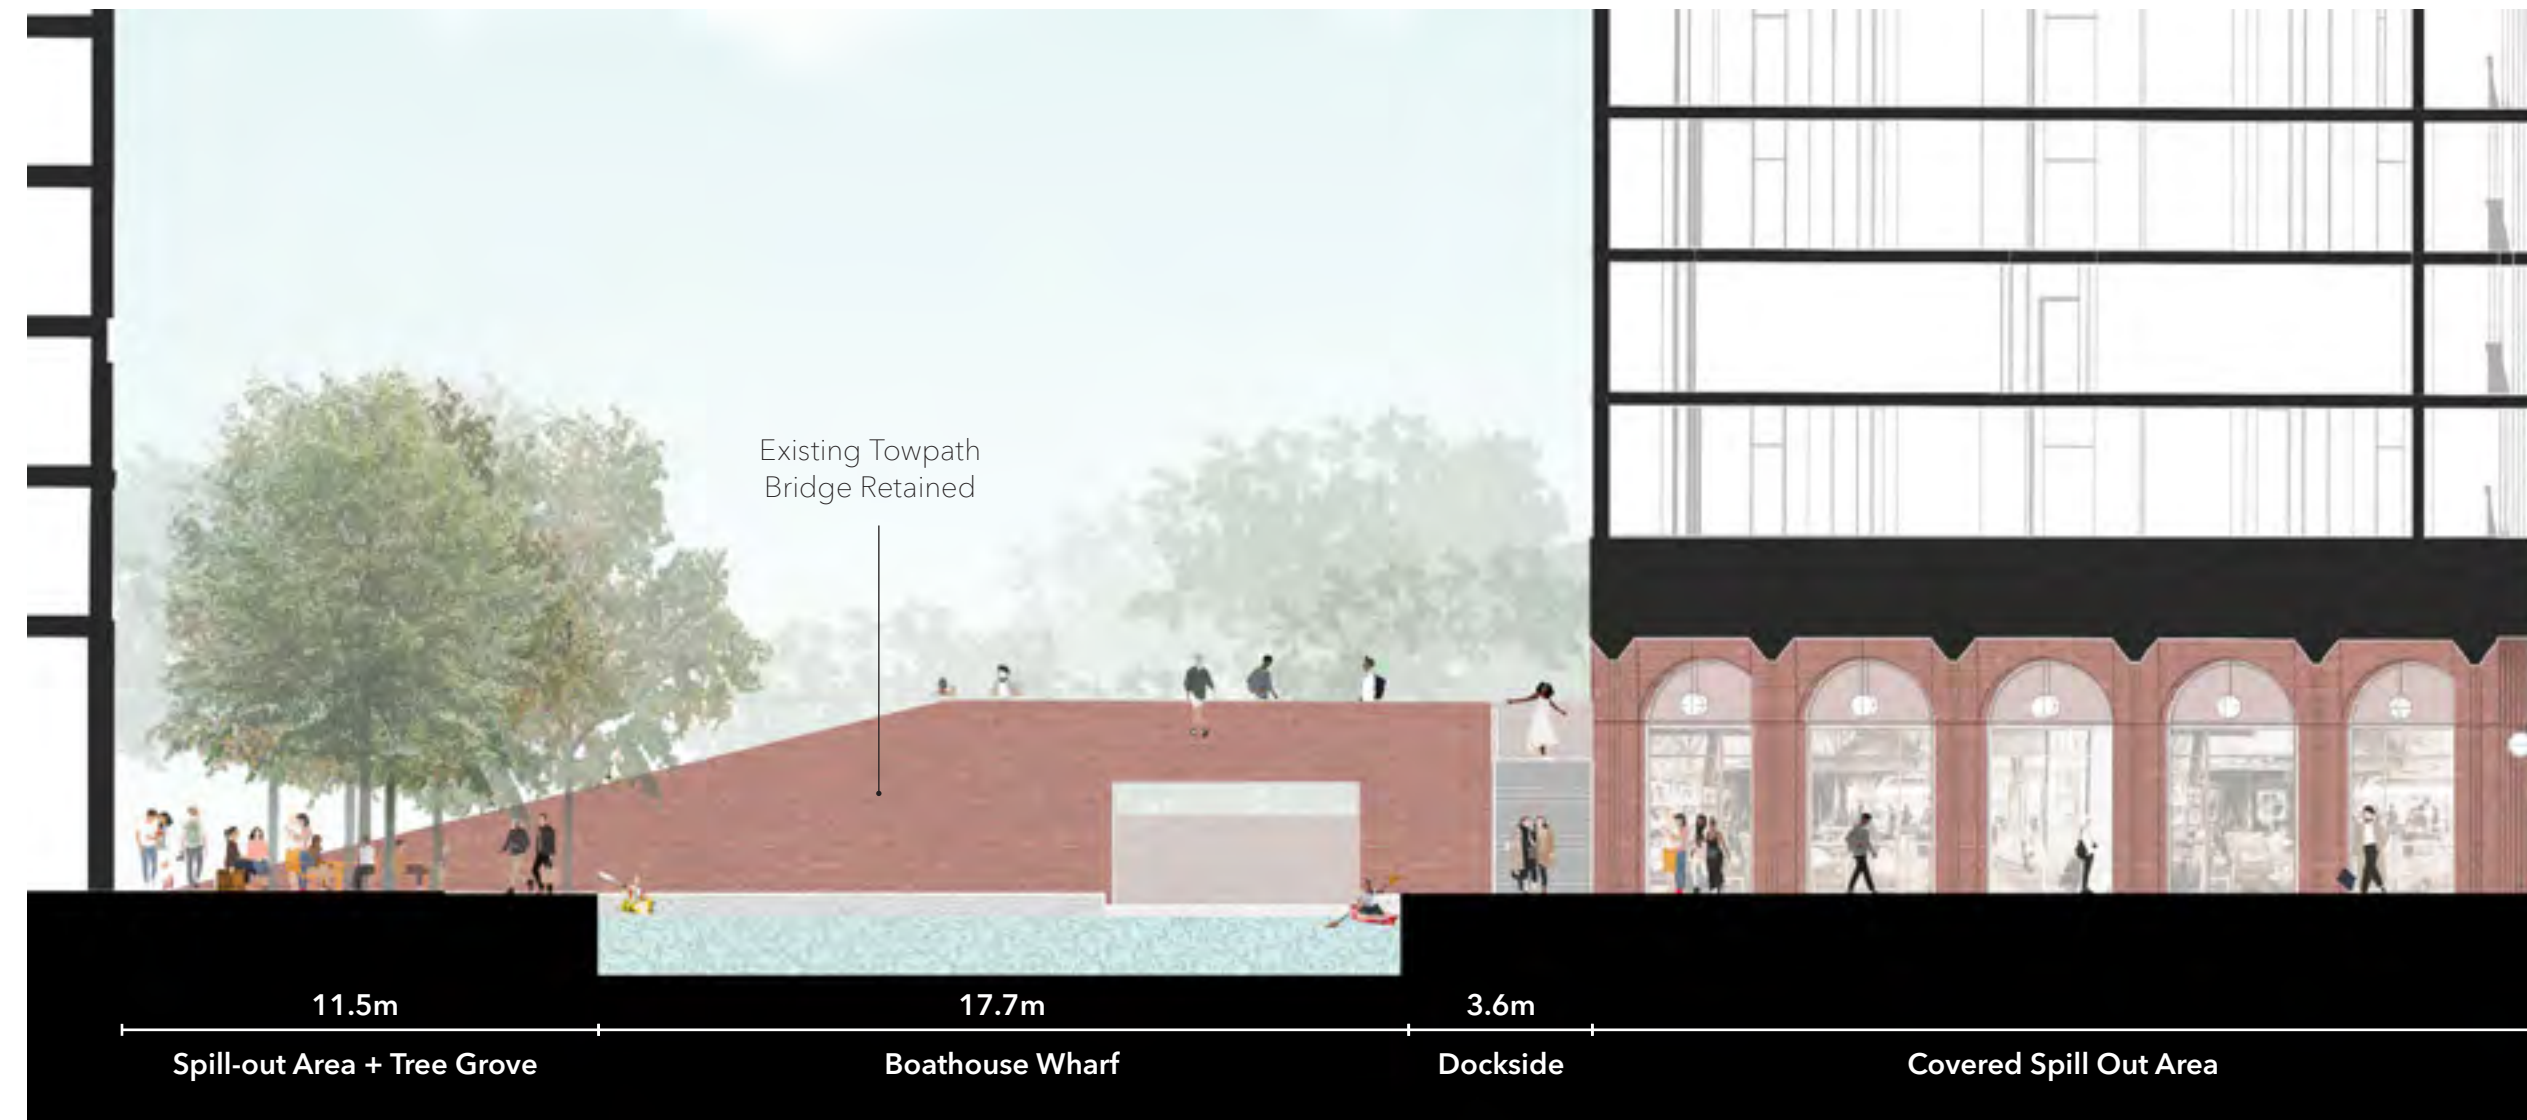 Existing Towpath
Bridge Retained
11.5m
17.7m
3.6m
Spill-out Area + Tree Grove
Boathouse Wharf
Dockside
Covered Spill Out Area